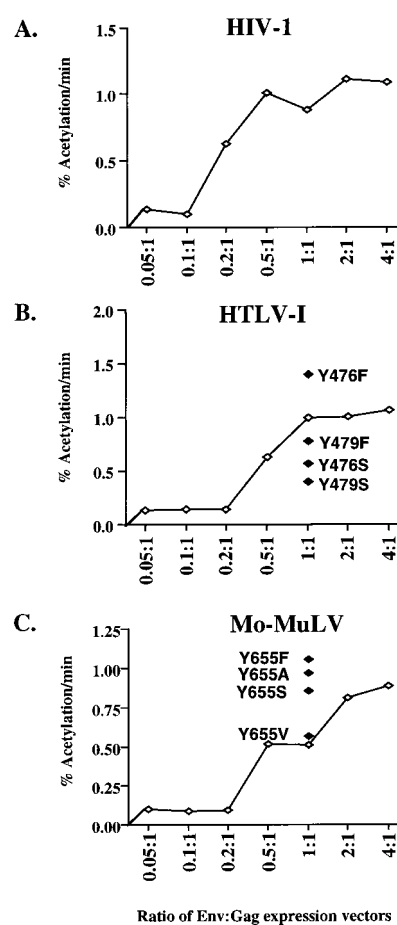 A.
HIV-1
% Acetylation/min
1.5
1.0
0.5
0.0
0.05:1
0.1:1
0.2:1
0.5:1
1:1
2:1
4:1
B.
HTLV-I
% Acetylation/min
2.0
1.5
1.0
0.5
0.0
Y476F
Y479F
Y476S
Y479S
0.05:1
0.1:1
0.2:1
0.5:1
1:1
2:1
4:1
C.
Mo-MuLV
% Acetylation/min
1.25
1.00
0.75
0.50
0.25
0.00
Y655F
Y655A
Y655S
Y655V
0.05:1
0.1:1
0.2:1
0.5:1
1:1
2:1
4:1
Ratio of Env:Gag expression vectors